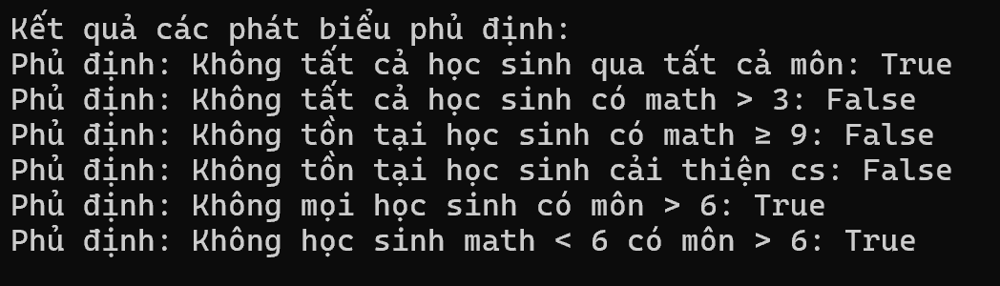 Kết quả các phát biểu phủ định:
Phủ định: Không tất cả học sinh qua tất cả môn: True
Phủ định: Không tất cả học sinh có math > 3: False
Phủ định: Không tồn tại học sinh có math ≥ 9: False
Phủ định: Không tồn tại học sinh cải thiện cs: False
Phủ định: Không mọi học sinh có môn > 6: True
Phủ định: Không học sinh math < 6 có môn > 6: True